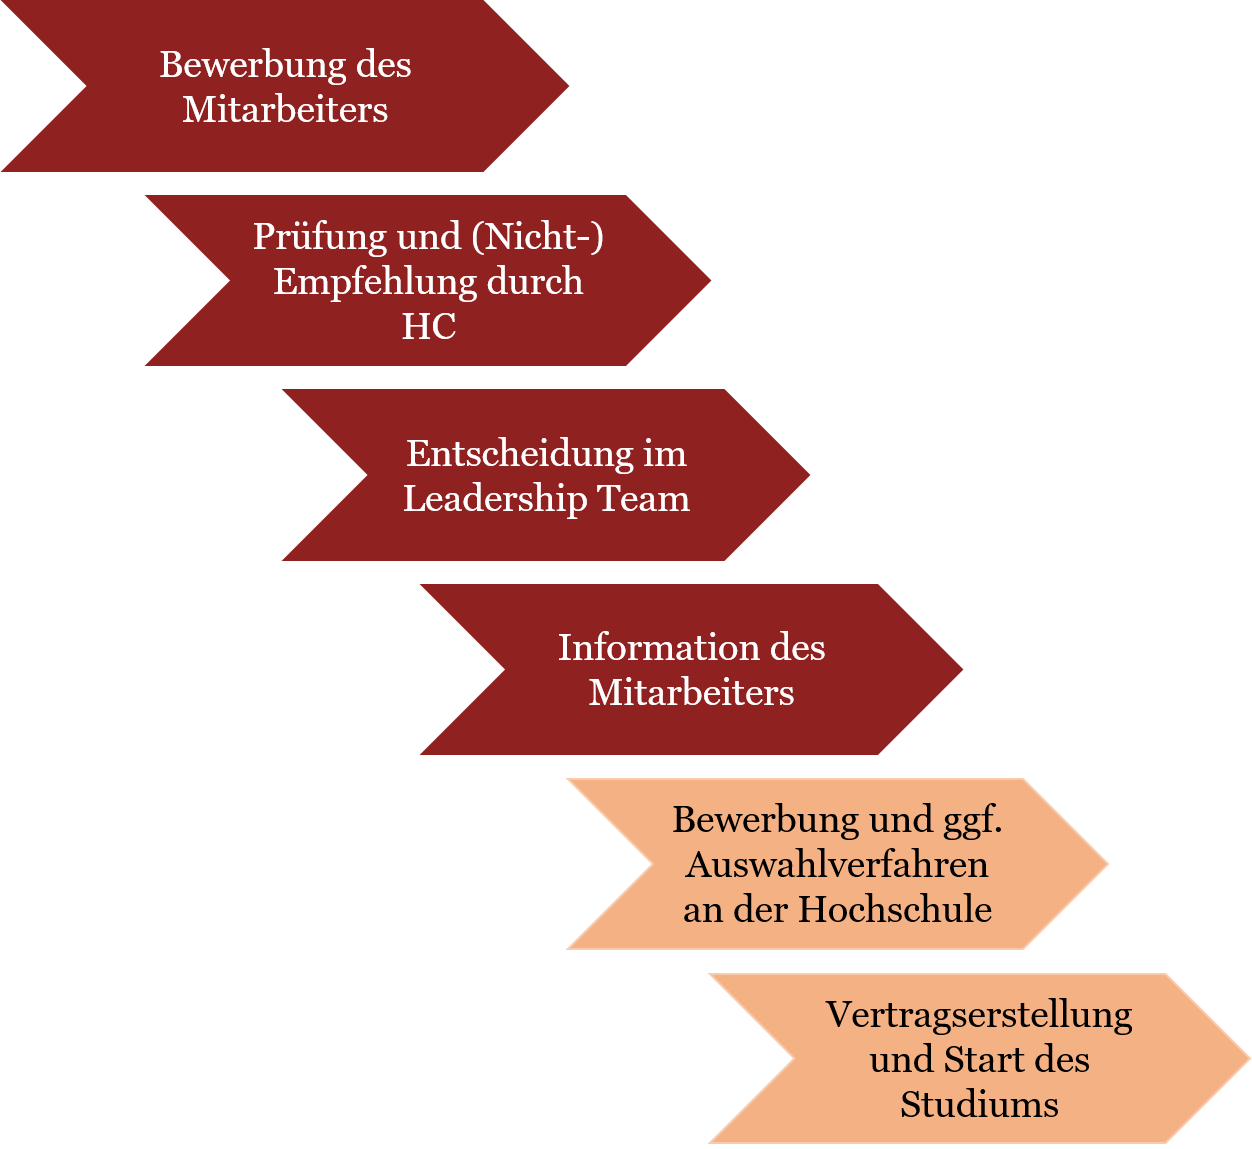 Bewerbung des
Mitarbeiters
Prüfung und (Nicht-)
Empfehlung durch
HC
Entscheidung im
Leadership Team
Information des
Mitarbeiters
Bewerbung und ggf.
Auswahlverfahren
an der Hochschule
Vertragserstellung
und Start des
Studiums